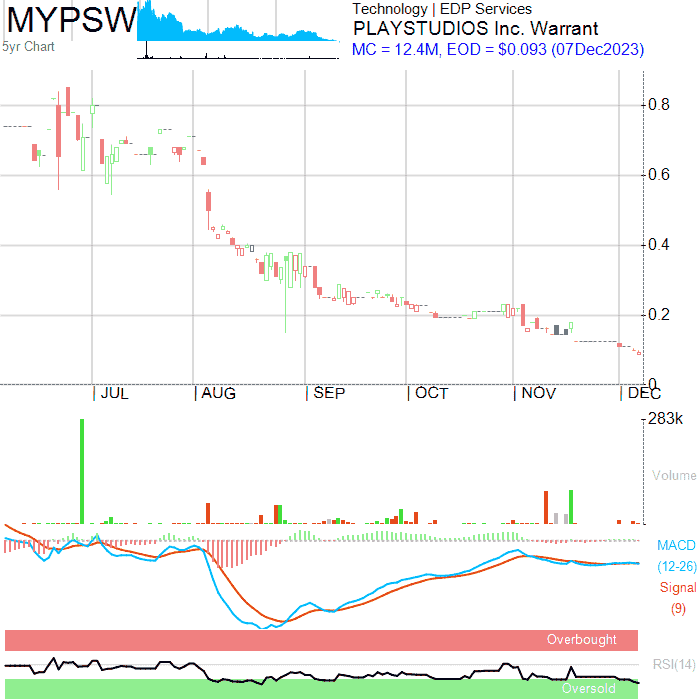 MYPSW
5yr Chart
Technology | EDP Services
PLAYSTUDIOS Inc. Warrant
MC = 12.4M, EOD = $0.093 (07Dec2023)
0.8
0.6
0.4
0.2
0
JUL AUG SEP OCT NOV DEC
283k
Volume
MACD
(12-26)
Signal
(9)
Overbought
RSI(14)
Oversold